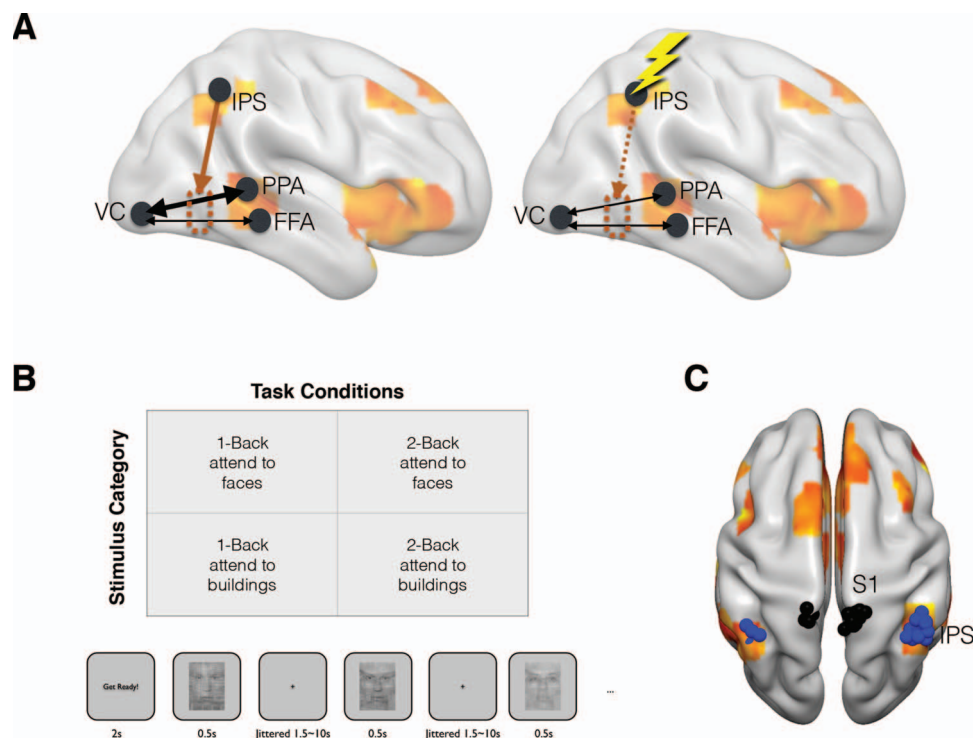 A
IPS
PPA
VC
FFA
IPS
PPA
VC
FFA
B
Task Conditions
Stimulus Category
1-Back
attend to
faces
2-Back
attend to
faces
1-Back
attend to
buildings
2-Back
attend to
buildings
Get Ready!
*
*
...
2s
0.5s
Jittered 1.5~10s
0.5s
Jittered 1.5~10s
0.5s
C
S1
IPS